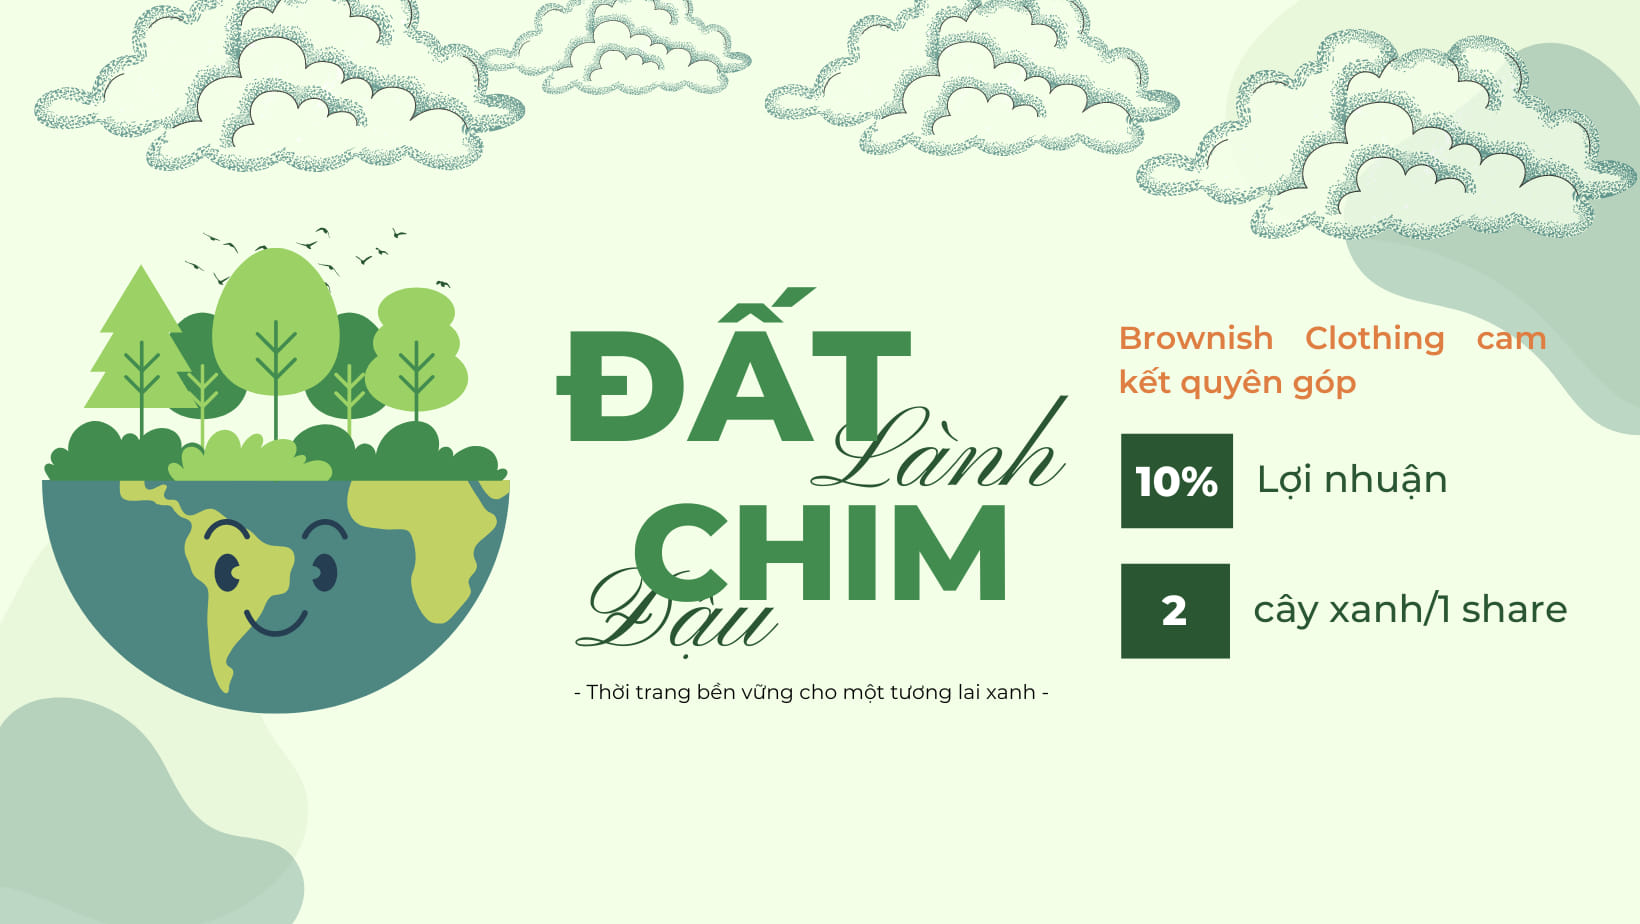 ĐẤT
Lành
CHIM
Đậu
- Thời trang bền vững cho một tương lai xanh -
Brownish Clothing cam
kết quyên góp
10% Lợi nhuận
2 cây xanh/1 share